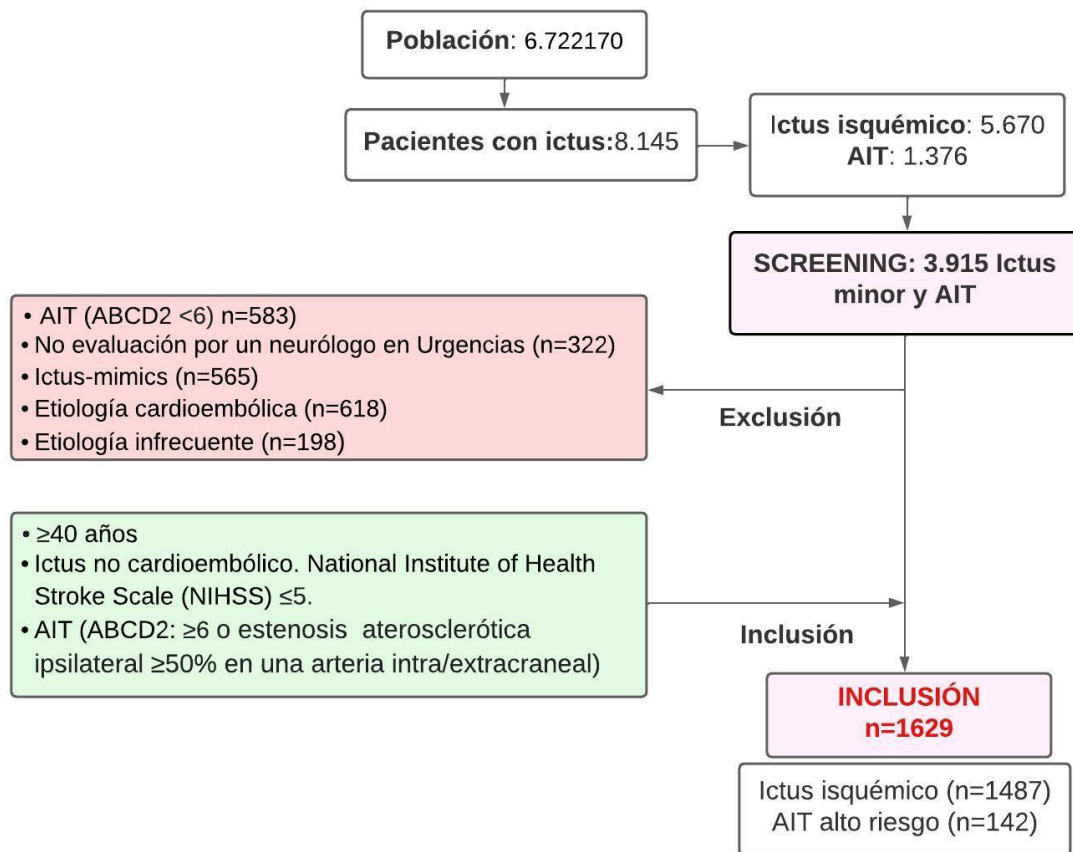 Población: 6.722170
Pacientes con ictus:8.145
Ictus isquémico: 5.670
AIT: 1.376
SCREENING: 3.915 Ictus
minor y AIT
• AIT (ABCD2 <6) n=583)
• No evaluación por un neurólogo en Urgencias (n=322)
• Ictus-mimics (n=565)
• Etiología cardioembólica (n=618)
• Etiología infrecuente (n=198)
Exclusión
• ≥40 años
• Ictus no cardioembólico. National Institute of Health
Stroke Scale (NIHSS) ≤5.
• AIT (ABCD2: ≥6 o estenosis aterosclerótica
ipsilateral ≥50% en una arteria intra/extracraneal)
Inclusión
INCLUSIÓN
n=1629
Ictus isquémico (n=1487)
AIT alto riesgo (n=142)